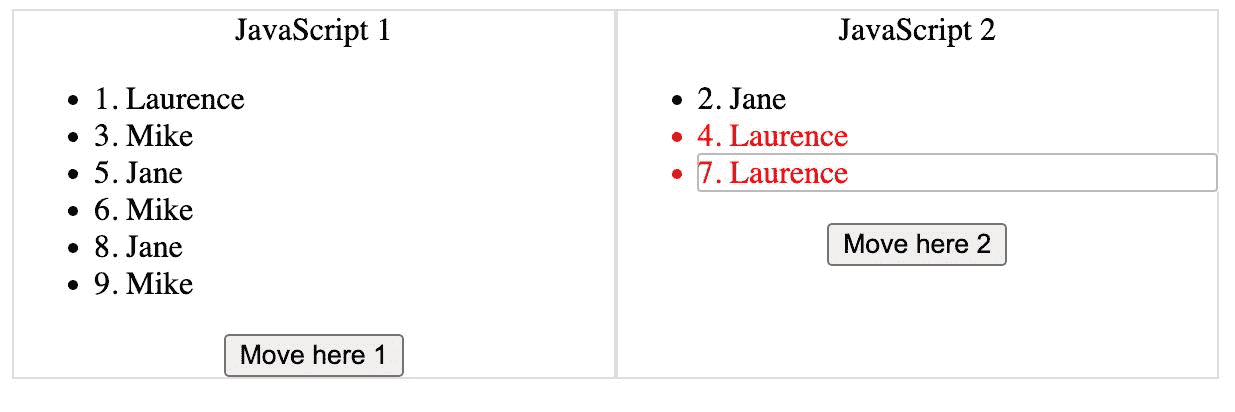 JavaScript 1
1. Laurence
3. Mike
5. Jane
6. Mike
8. Jane
9. Mike
Move here 1
JavaScript 2
2. Jane
4. Laurence
7. Laurence
Move here 2